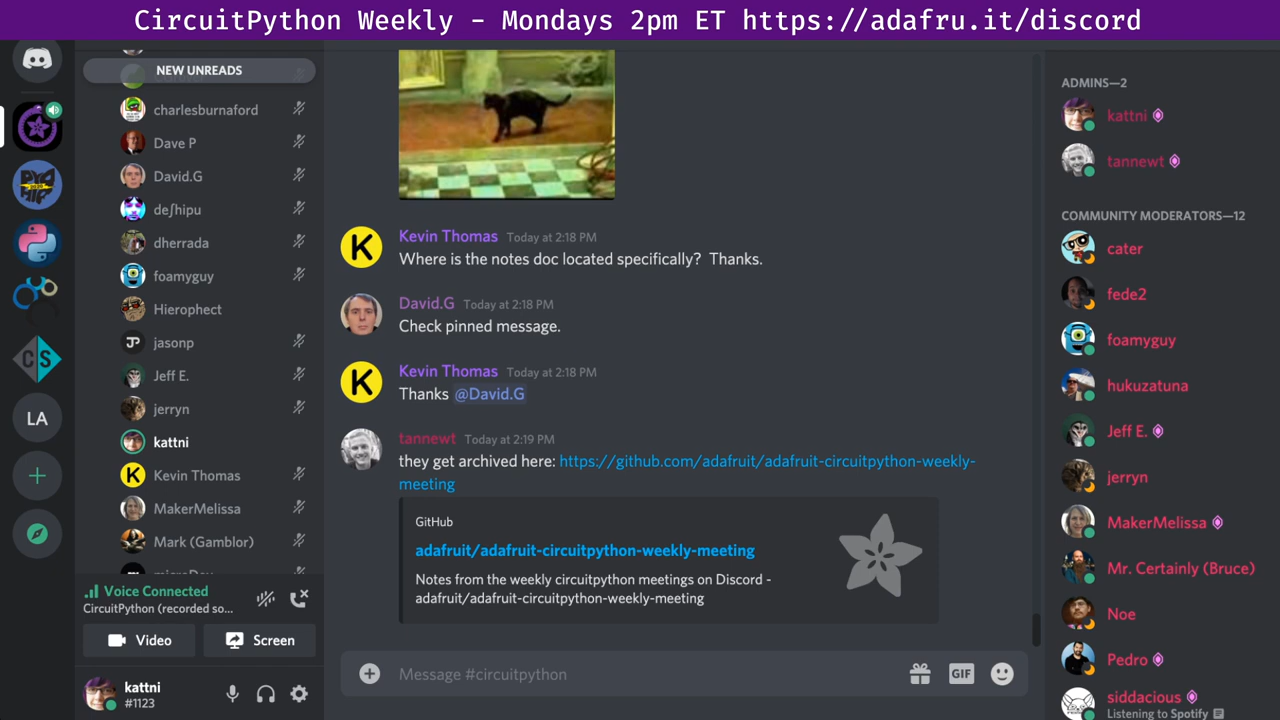 CircuitPython Weekly - Mondays 2pm ET https://adafru.it/discord
NEW UNREADS
charlesburnaford
Dave P
David.G
deʃhipu
dherrada
foamyguy
Hierophect
jasonp
Jeff E.
jerryn
kattni
Kevin Thomas
MakerMelissa
Mark (Gamblor)
Voice Connected
CircuitPython (recorded so...
Video
Screen
kattni
#1123
LA
CS
Kevin Thomas Today at 2:18 PM
Where is the notes doc located specifically? Thanks.
David.G Today at 2:18 PM
Check pinned message.
Kevin Thomas Today at 2:18 PM
Thanks @David.G
tannewt Today at 2:19 PM
they get archived here: https://github.com/adafruit/adafruit-circuitpython-weekly-
meeting
GitHub
adafruit/adafruit-circuitpython-weekly-meeting
Notes from the weekly circuitpython meetings on Discord -
adafruit/adafruit-circuitpython-weekly-meeting
Message #circuitpython
GIF
ADMINS—2
kattni
tannewt
COMMUNITY MODERATORS—12
cater
fede2
foamyguy
hukuzatuna
Jeff E.
jerryn
MakerMelissa
Mr. Certainly (Bruce)
Noe
Pedro
siddacious
Listening to Spotify